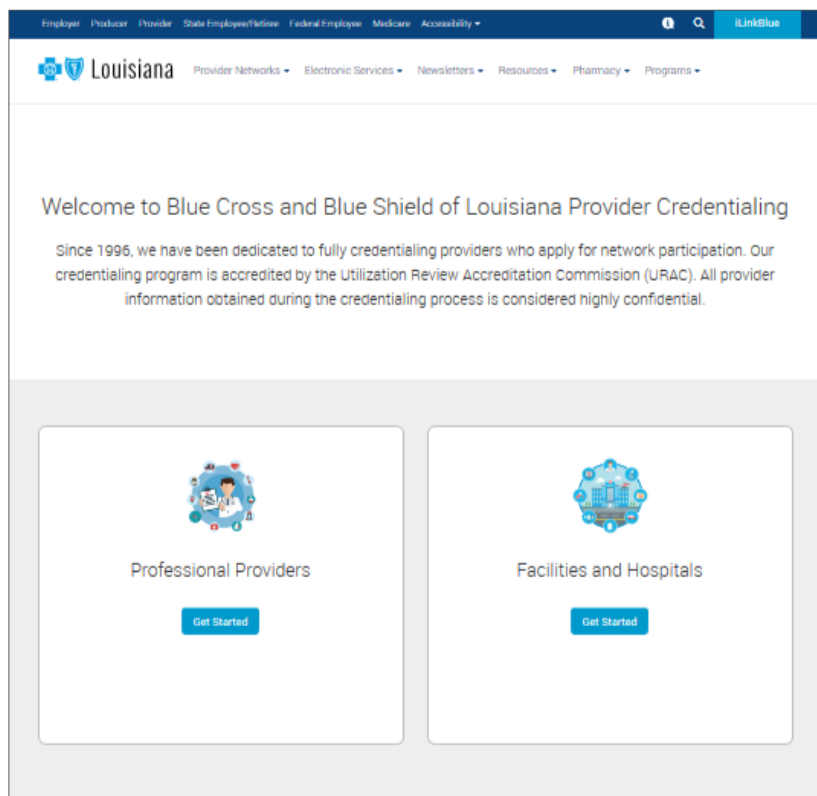 Employer Producer Provider State Employee/Retiree Federal Employee Medicare Accessibility iLinkBlue
Louisiana Provider Networks Electronic Services Newsletters Resources Pharmacy Programs
Welcome to Blue Cross and Blue Shield of Louisiana Provider Credentialing
Since 1996, we have been dedicated to fully credentialing providers who apply for network participation. Our
credentialing program is accredited by the Utilization Review Accreditation Commission (URAC). All provider
information obtained during the credentialing process is considered highly confidential.
Professional Providers Facilities and Hospitals
Get Started Get Started